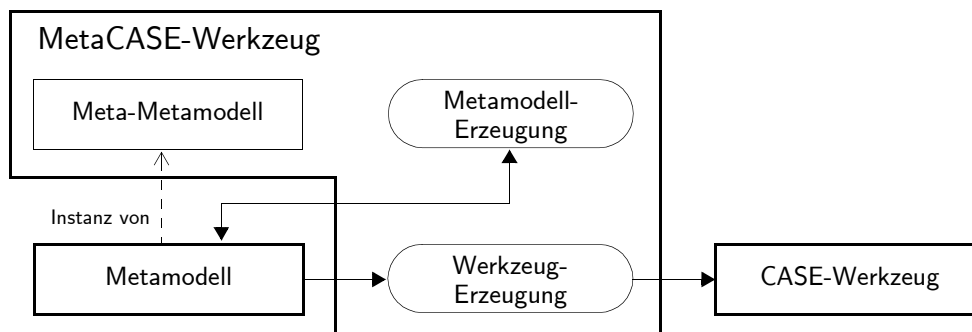 MetaCASE-Werkzeug
Meta-Metamodell
Metamodell-
Erzeugung
Instanz von
Metamodell
Werkzeug-
Erzeugung
CASE-Werkzeug